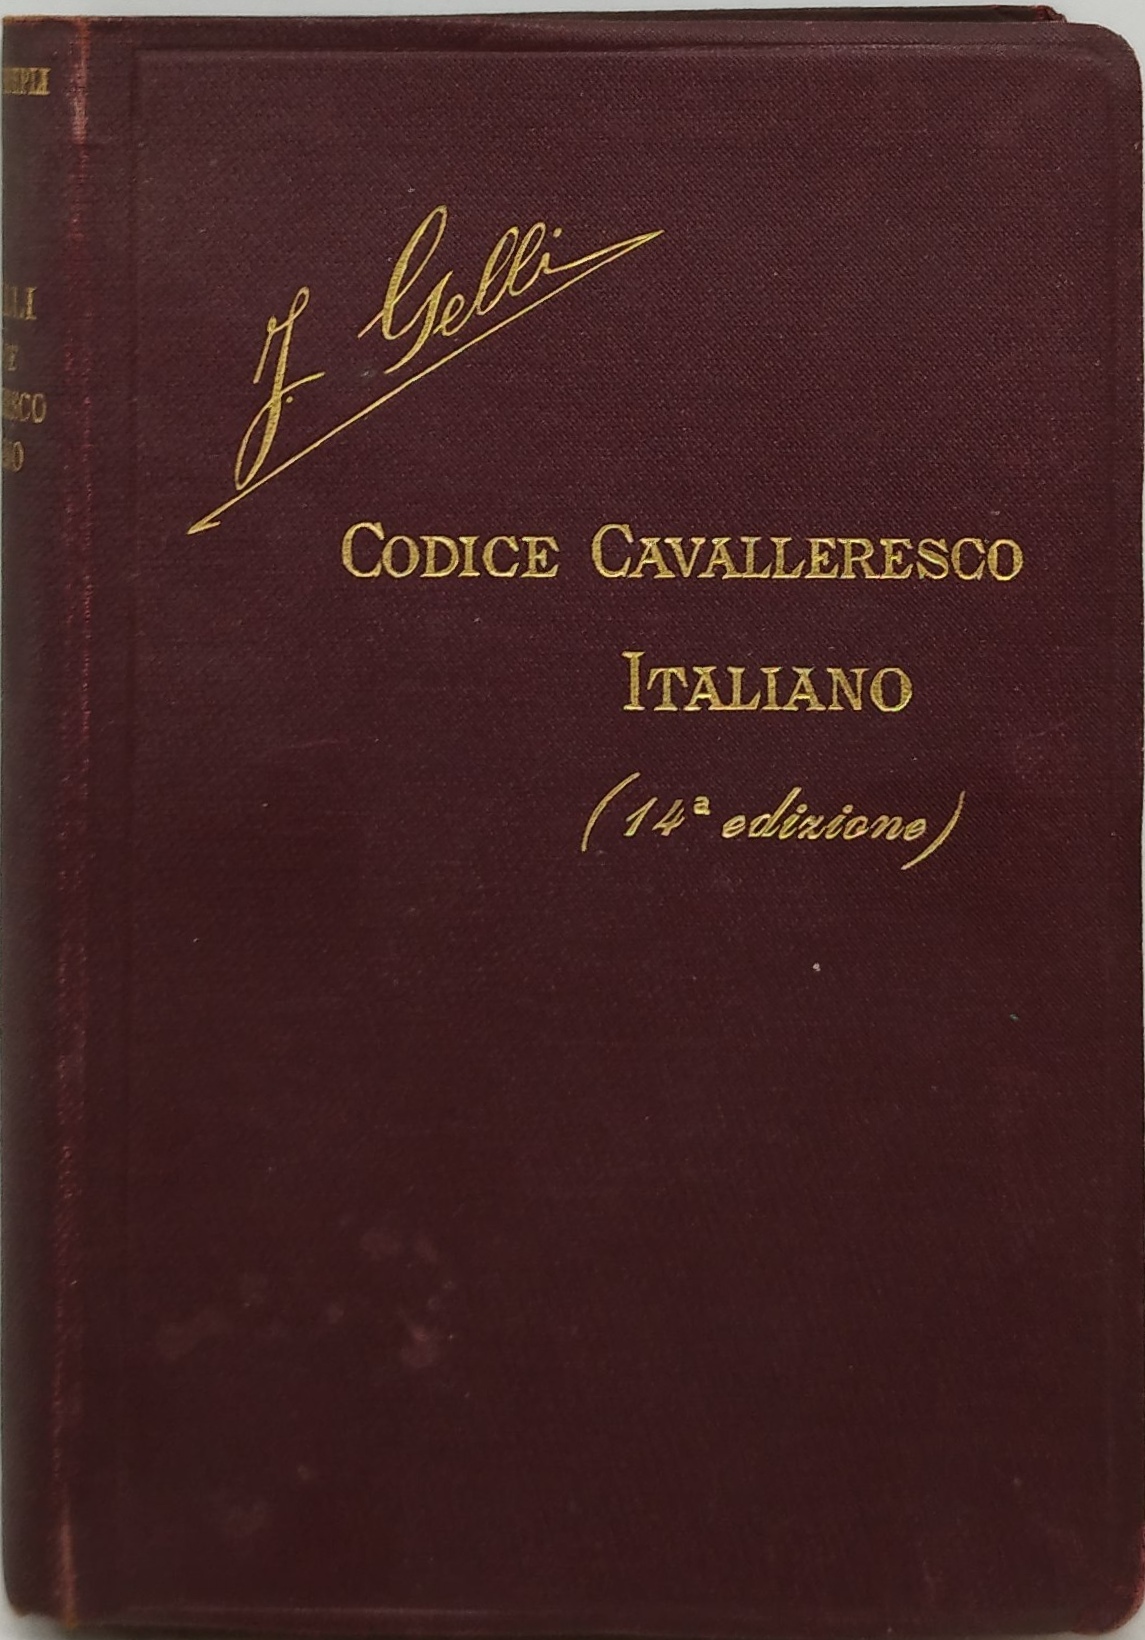 J. Gelli
CODICE CAVALLERESCO
ITALIANO
(14ª edizione)